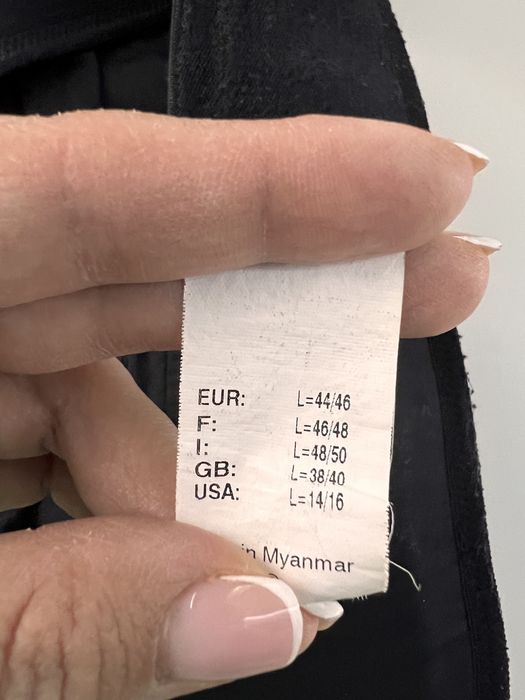 EUR: L=44/46
F: L=46/48
I: L=48/50
GB: L=38/40
USA: L=14/16
in Myanmar